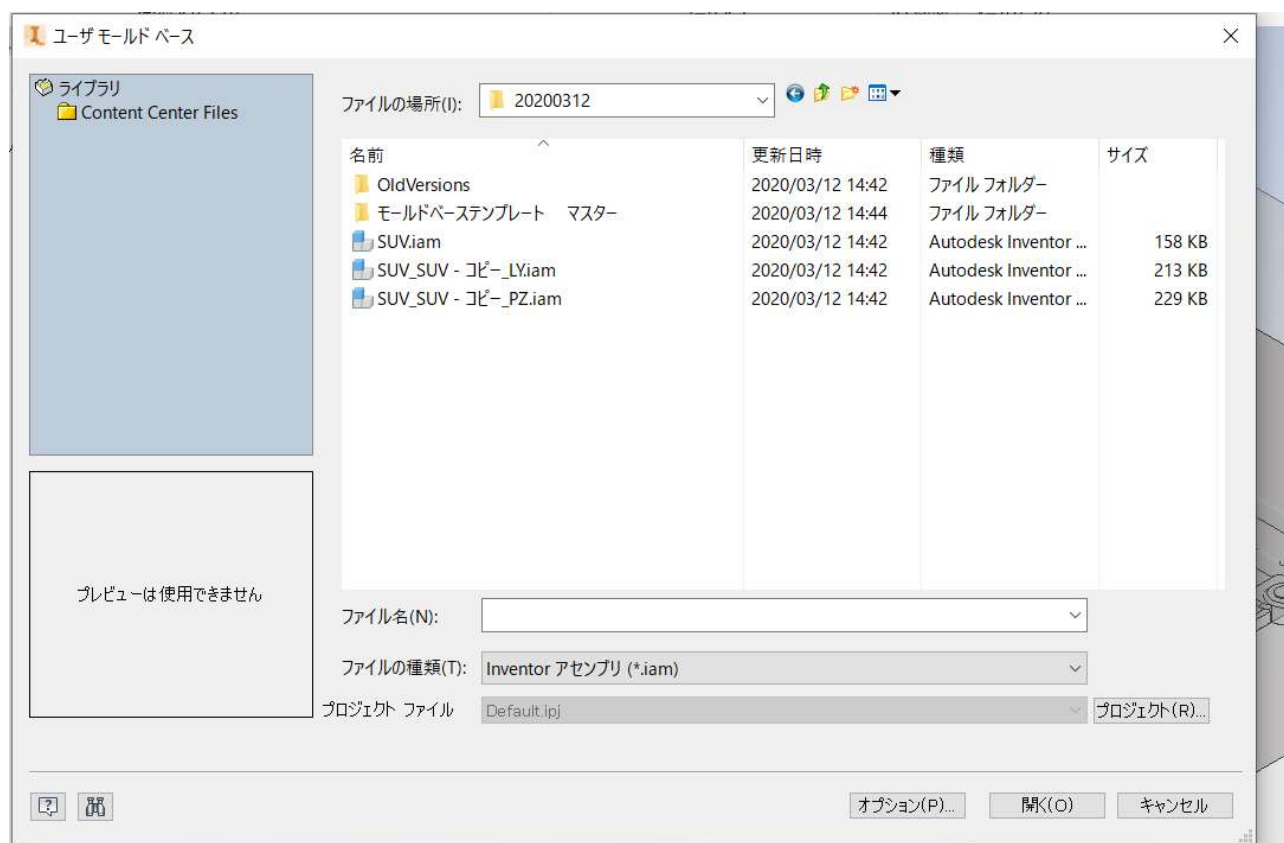 ユーザ モールド ベース
ライブラリ
Content Center Files
ファイルの場所(I): 20200312
名前 更新日時 種類 サイズ
OldVersions 2020/03/12 14:42 ファイル フォルダー
モールドベーステンプレート　マスター 2020/03/12 14:44 ファイル フォルダー
SUV.iam 2020/03/12 14:42 Autodesk Inventor ... 158 KB
SUV_SUV - コピー_LY.iam 2020/03/12 14:42 Autodesk Inventor ... 213 KB
SUV_SUV - コピー_PZ.iam 2020/03/12 14:42 Autodesk Inventor ... 229 KB
プレビューは使用できません
ファイル名(N):
ファイルの種類(T): Inventor アセンブリ (*.iam)
プロジェクト ファイル Default.ipj プロジェクト(R)...
オプション(P)... 開く(O) キャンセル